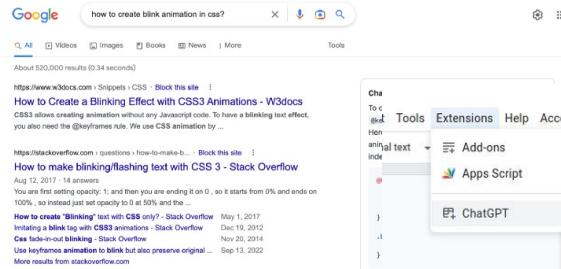 Google
how to create blink animation in css?
All Videos Images Books News More Tools
About 520,000 results (0.34 seconds)
https://www.w3docs.com › Snippets › CSS · Block this site
How to Create a Blinking Effect with CSS3 Animations - W3docs
CSS3 allows creating animation without any Javascript code. To have a blinking text effect,
you also need the @keyframes rule. We use CSS animation by ...
https://stackoverflow.com › questions › how-to-make-b... · Block this site
How to make blinking/flashing text with CSS 3 - Stack Overflow
Aug 12, 2017 · 14 answers
You are first setting opacity: 1; and then you are ending it on 0 , so it starts from 0% and ends on
100% , so instead just set opacity to 0 at 50% and the ...
How to create "Blinking" text with CSS only? - Stack Overflow May 1, 2017
Imitating a blink tag with CSS3 animations - Stack Overflow Dec 19, 2012
Css fade-in-out blinking - Stack Overflow Nov 20, 2014
Use keyframes animation to blink but also preserve original ... Sep 13, 2022
More results from stackoverflow.com
Cha
To c
@ke
Hen
anin
inde
}
.b
}
Tools Extensions Help Acc
al text
Add-ons
Apps Script
ChatGPT